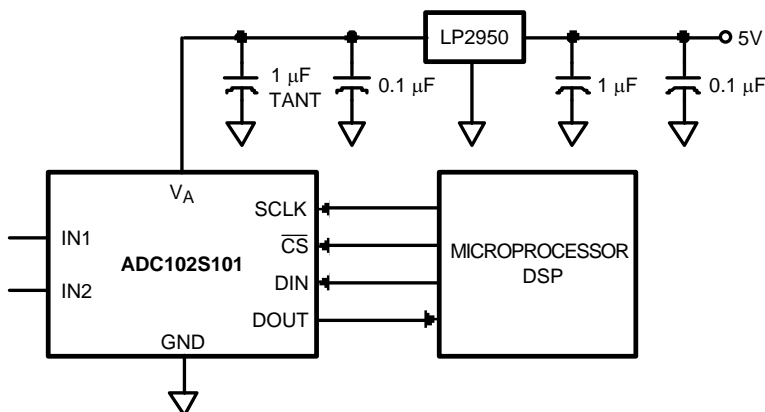 LP2950
5V
1 μF
TANT
0.1 μF
1 μF
0.1 μF
VA
IN1
IN2
ADC102S101
SCLK
CS
DIN
DOUT
GND
MICROPROCESSOR
DSP